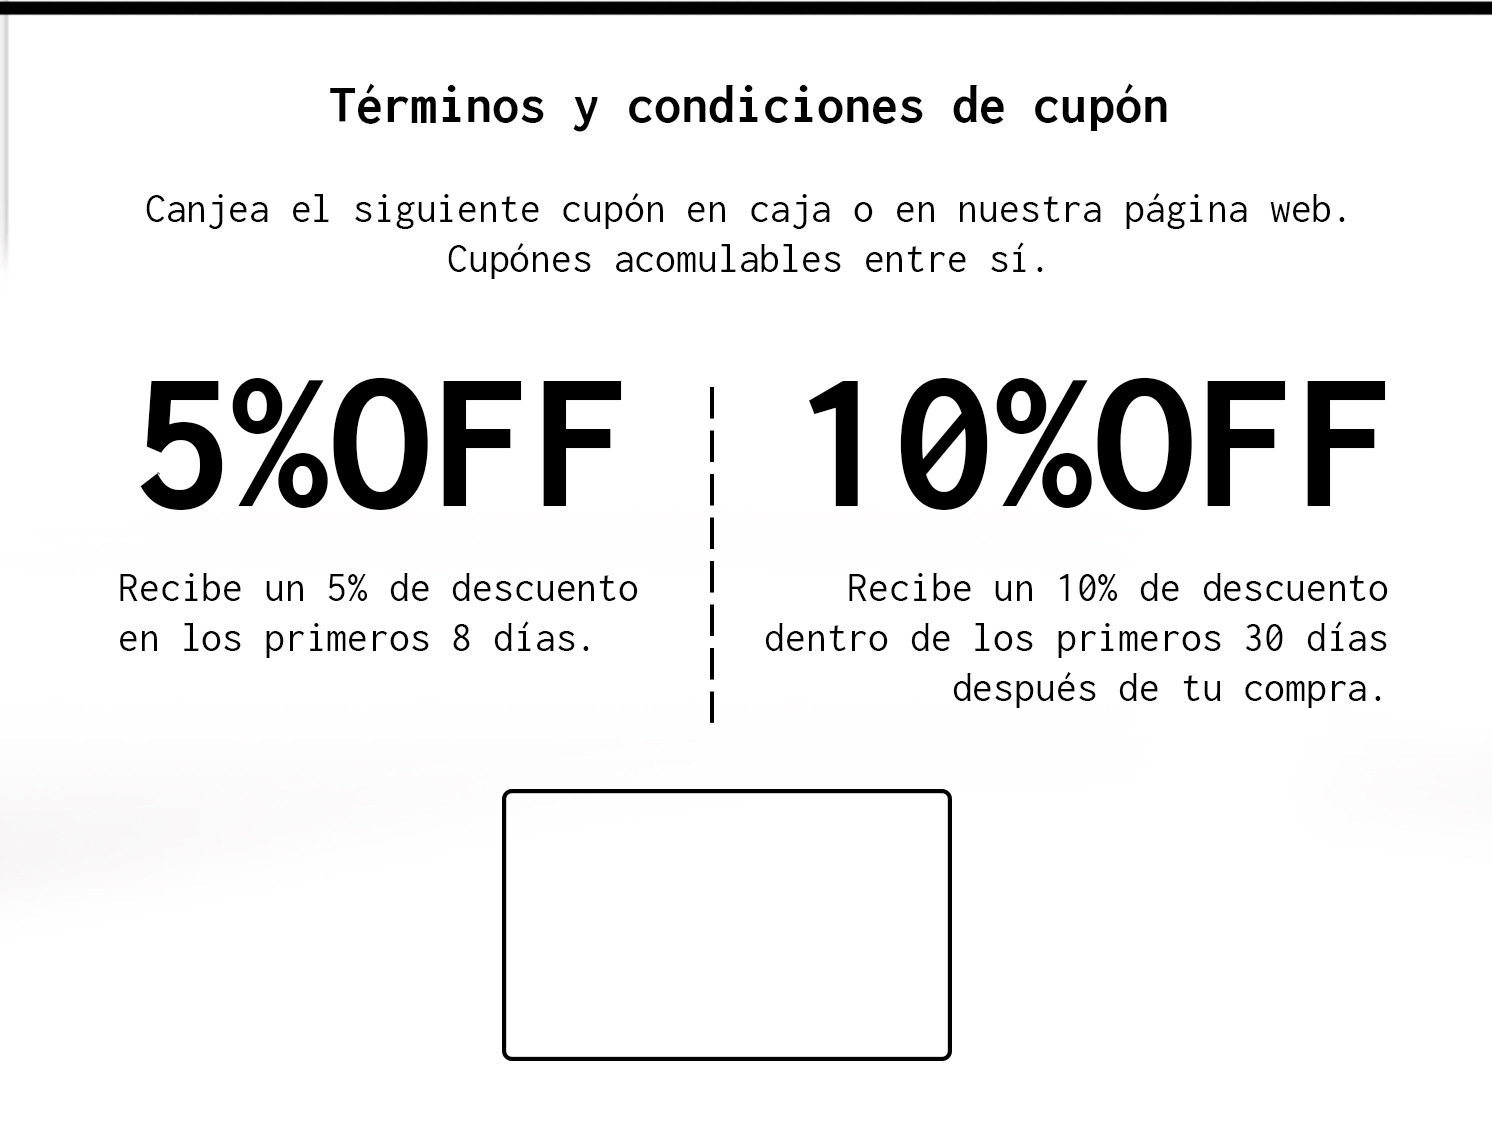 Términos y condiciones de cupón
Canjea el siguiente cupón en caja o en nuestra página web.
Cupónes acomulables entre sí.
5%OFF
Recibe un 5% de descuento
en los primeros 8 días.
10%OFF
Recibe un 10% de descuento
dentro de los primeros 30 días
después de tu compra.